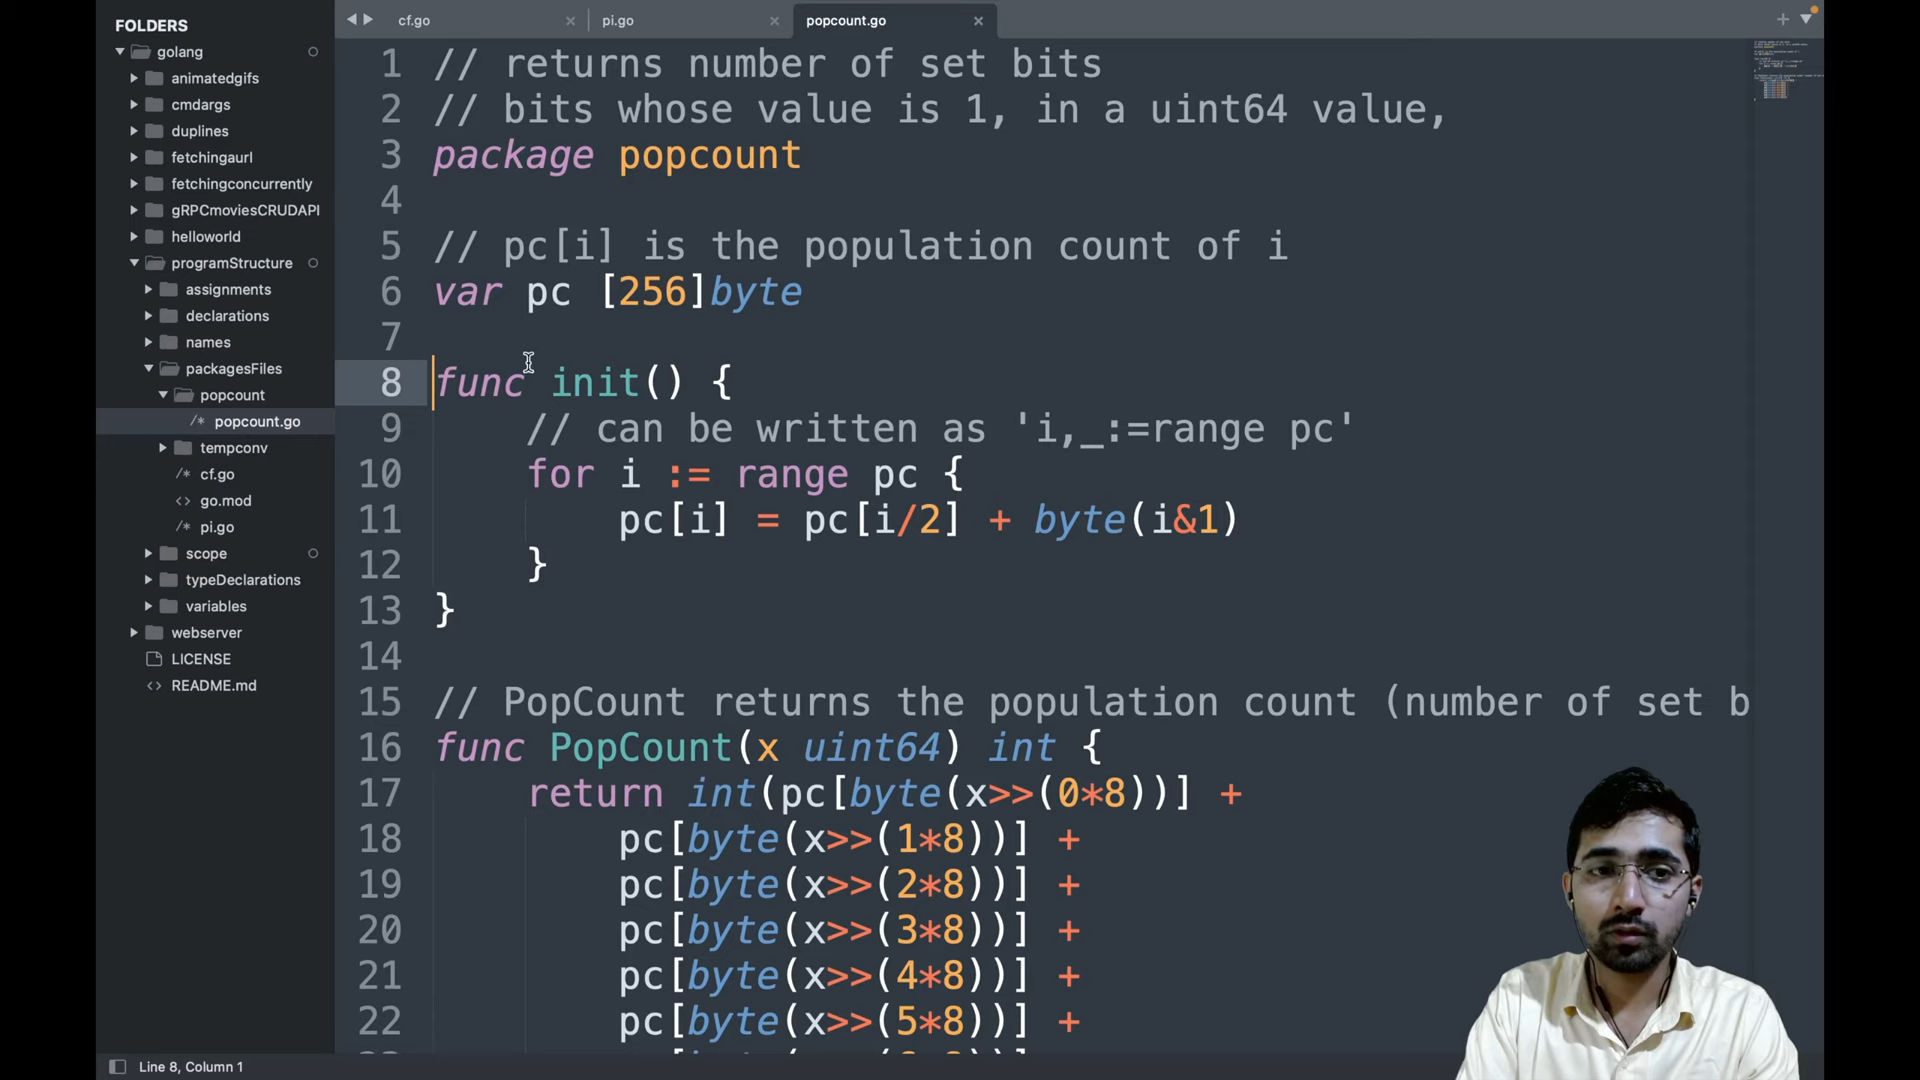 FOLDERS
golang
animatedgifs
cmdargs
duplines
fetchingaurl
fetchingconcurrently
gRPCmoviesCRUDAPI
helloworld
programStructure
assignments
declarations
names
packagesFiles
popcount
/* popcount.go
tempconv
/* cf.go
<> go.mod
/* pi.go
scope
typeDeclarations
variables
webserver
LICENSE
<> README.md
cf.go × pi.go × popcount.go ×
1 // returns number of set bits
2 // bits whose value is 1, in a uint64 value,
3 package popcount
4
5 // pc[i] is the population count of i
6 var pc [256]byte
7
8 func init() {
9 // can be written as 'i,_:=range pc'
10 for i := range pc {
11 pc[i] = pc[i/2] + byte(i&1)
12 }
13 }
14
15 // PopCount returns the population count (number of set b
16 func PopCount(x uint64) int {
17 return int(pc[byte(x>>(0*8))] +
18 pc[byte(x>>(1*8))] +
19 pc[byte(x>>(2*8))] +
20 pc[byte(x>>(3*8))] +
21 pc[byte(x>>(4*8))] +
22 pc[byte(x>>(5*8))] +
Line 8, Column 1